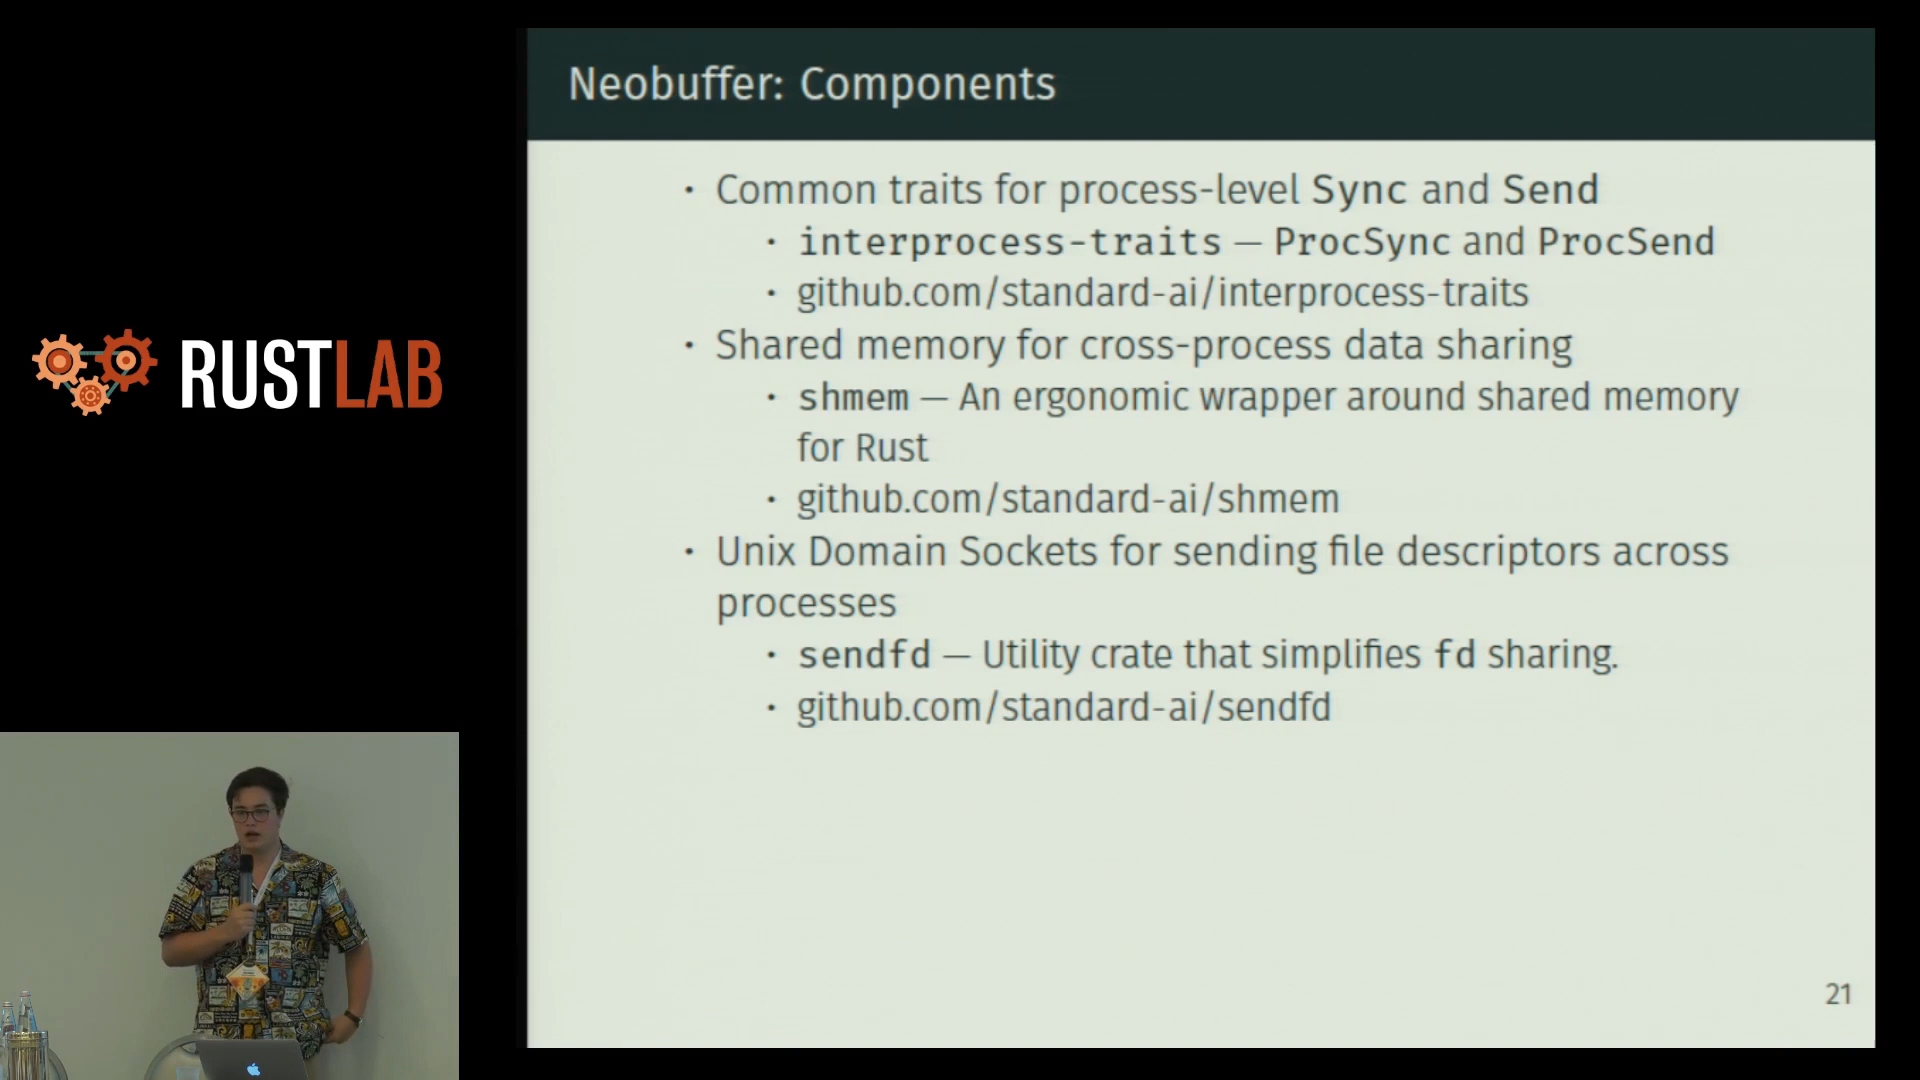 Neobuffer: Components
• Common traits for process-level Sync and Send
• interprocess-traits — ProcSync and ProcSend
• github.com/standard-ai/interprocess-traits
• Shared memory for cross-process data sharing
• shmem — An ergonomic wrapper around shared memory
for Rust
• github.com/standard-ai/shmem
• Unix Domain Sockets for sending file descriptors across
processes
• sendfd — Utility crate that simplifies fd sharing.
• github.com/standard-ai/sendfd
21
RUSTLAB